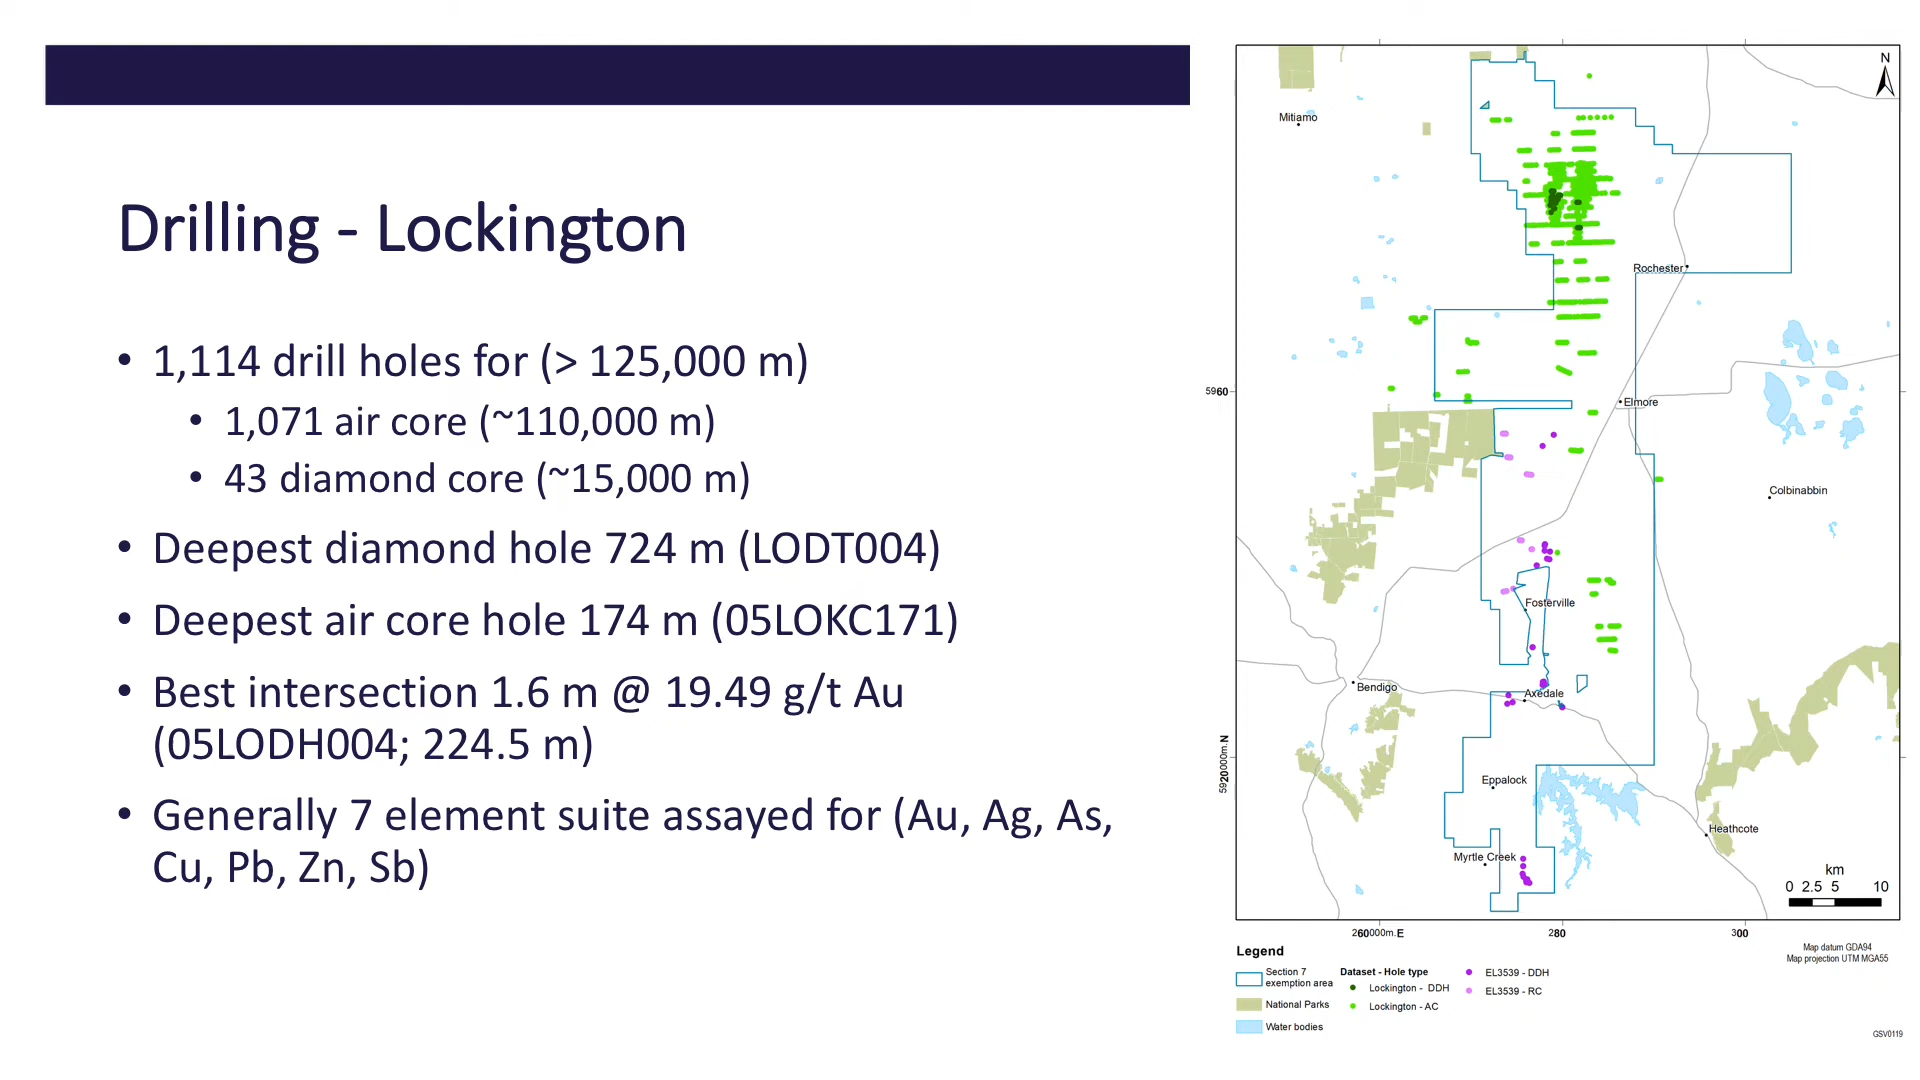 Drilling - Lockington
• 1,114 drill holes for (> 125,000 m)
• 1,071 air core (~110,000 m)
• 43 diamond core (~15,000 m)
• Deepest diamond hole 724 m (LODT004)
• Deepest air core hole 174 m (05LOKC171)
• Best intersection 1.6 m @ 19.49 g/t Au
(05LODH004; 224.5 m)
• Generally 7 element suite assayed for (Au, Ag, As,
Cu, Pb, Zn, Sb)
N
Mitiamo
Rochester
5960
Elmore
Colbinabbin
Fosterville
Bendigo
Axedale
5920000m.N
Eppalock
Heathcote
Myrtle Creek
km
0 2.5 5 10
260000m.E 280 300
Map datum GDA94
Map projection UTM MGA55
Legend
Section 7
exemption area
National Parks
Water bodies
Dataset - Hole type
Lockington - DDH
Lockington - AC
EL3539 - DDH
EL3539 - RC
GSV0119